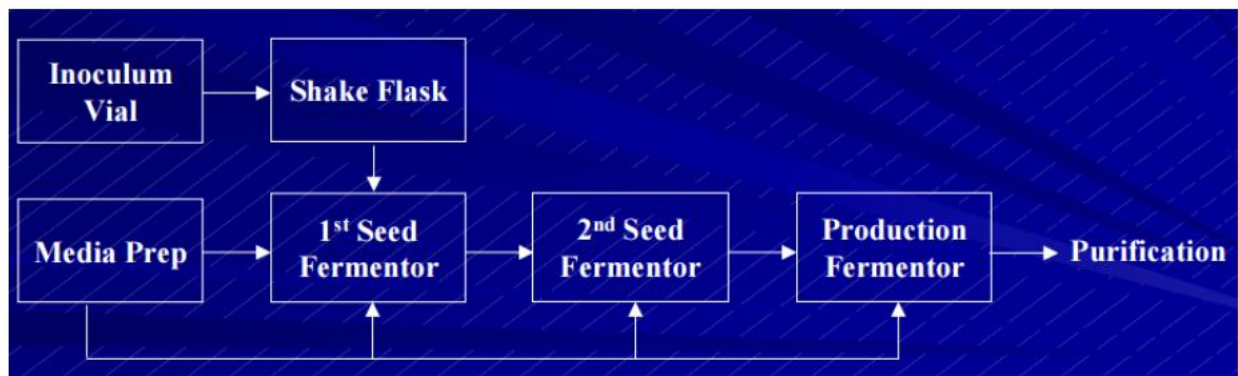 Inoculum
Vial
Shake Flask
Media Prep
1st Seed
Fermentor
2nd Seed
Fermentor
Production
Fermentor
Purification